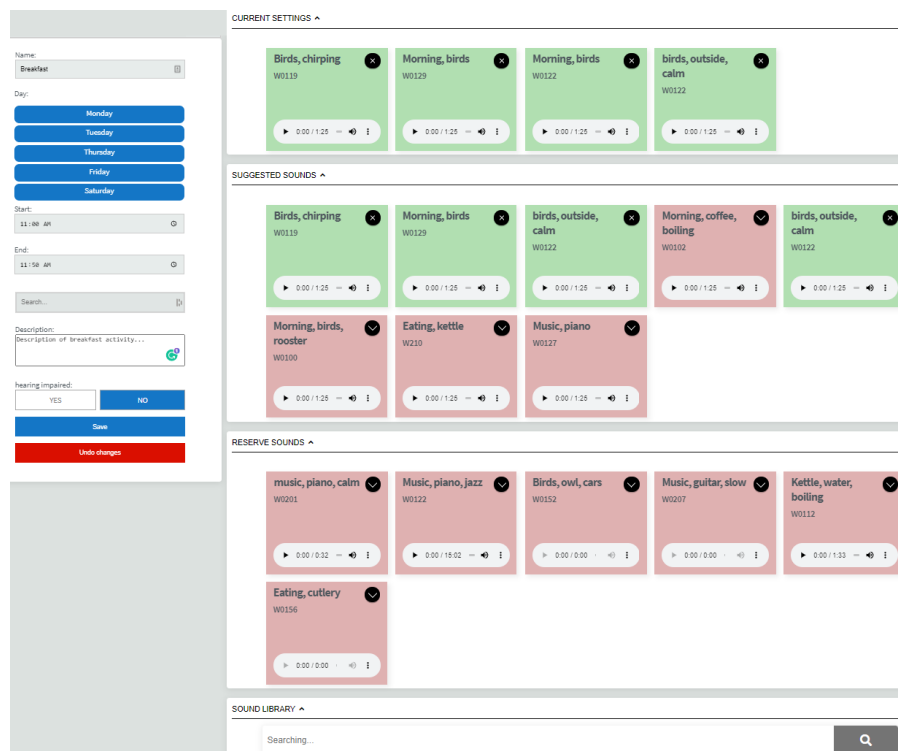 Name:
Breakfast
Day:
Monday
Tuesday
Thursday
Friday
Saturday
Start:
11:00 AM
End:
11:50 AM
Search...
Description:
Description of breakfast activity...
hearing impaired:
YES NO
Save
Undo changes
CURRENT SETTINGS
Birds, chirping
W0119
0:00 / 1:25
Morning, birds
W0129
0:00 / 1:25
Morning, birds
W0122
0:00 / 1:25
birds, outside,
calm
W0122
0:00 / 1:25
SUGGESTED SOUNDS
Birds, chirping
W0119
0:00 / 1:25
Morning, birds
W0129
0:00 / 1:25
birds, outside,
calm
W0122
0:00 / 1:25
Morning, coffee,
boiling
W0102
0:00 / 1:25
birds, outside,
calm
W0122
0:00 / 1:25
Morning, birds,
rooster
W0100
0:00 / 1:25
Eating, kettle
W210
0:00 / 1:25
Music, piano
W0127
0:00 / 1:25
RESERVE SOUNDS
music, piano, calm
W0201
0:00 / 0:32
Music, piano, jazz
W0122
0:00 / 15:02
Birds, owl, cars
W0152
0:00 / 0:00
Music, guitar, slow
W0207
0:00 / 0:00
Kettle, water,
boiling
W0112
0:00 / 1:33
Eating, cutlery
W0156
0:00 / 0:00
SOUND LIBRARY
Searching...